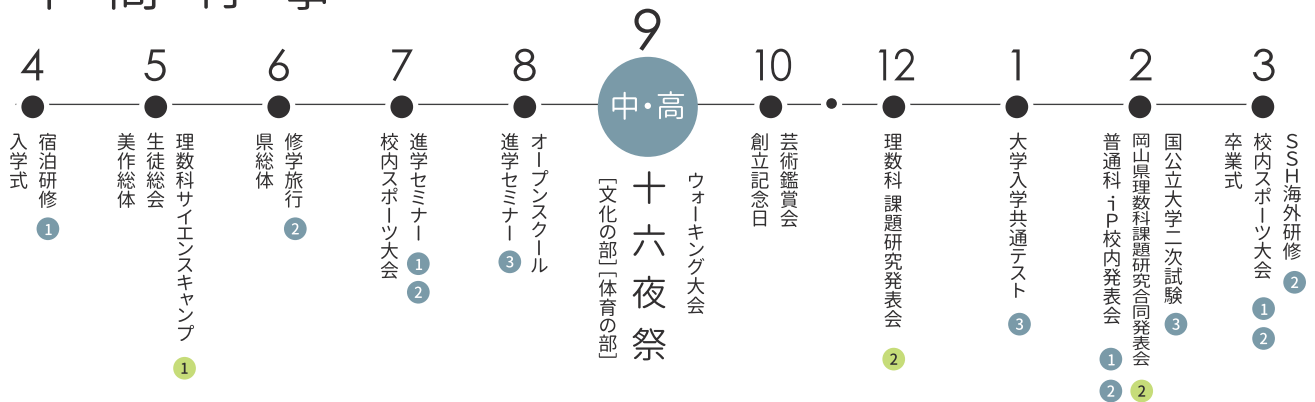 4
宿泊研修 1
入学式
5
理数科サイエンスキャンプ 1
生徒総会
美作総体
6
修学旅行 2
県総体
7
進学セミナー 1 2
校内スポーツ大会
8
オープンスクール
進学セミナー 3
9
中・高
ウォーキング大会
十六夜祭
[文化の部][体育の部]
10
芸術鑑賞会
創立記念日
12
理数科 課題研究発表会 2
1
大学入学共通テスト 3
2
国公立大学二次試験 3
岡山県理数科課題研究合同発表会 2
普通科・iP校内発表会 1 2
3
SSH海外研修 2
校内スポーツ大会 1 2
卒業式